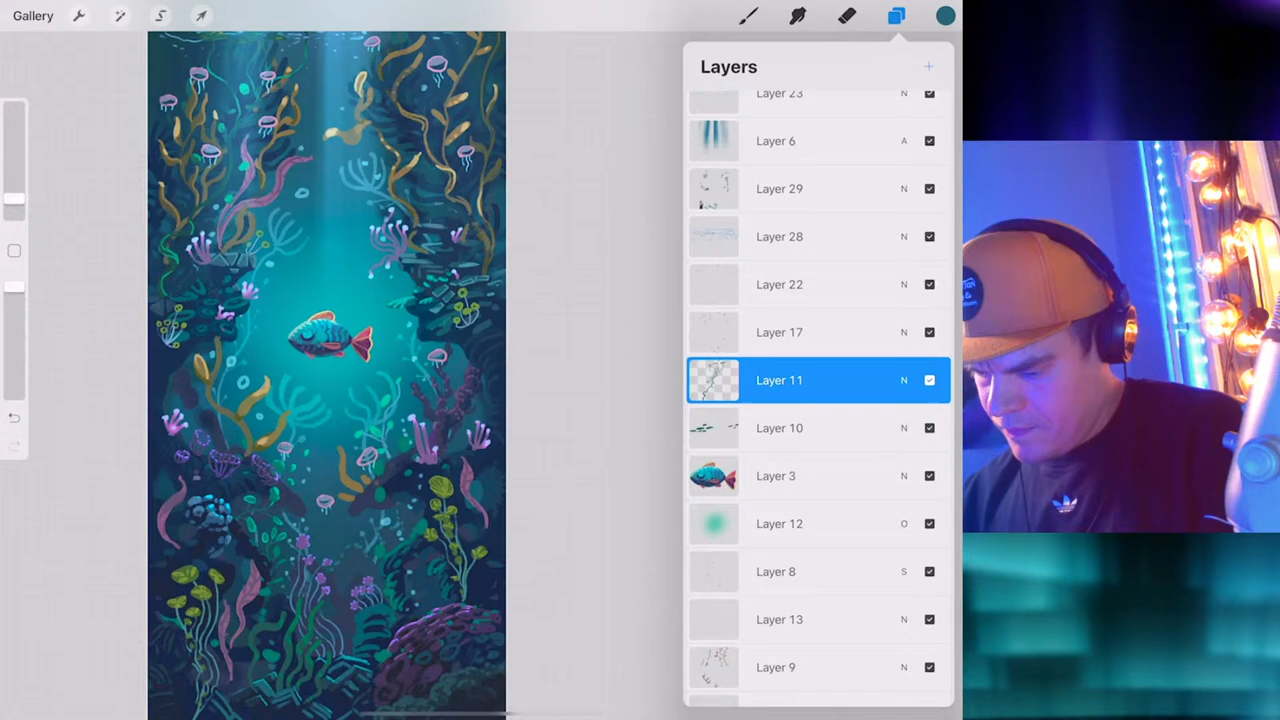 Gallery
Layers
Layer 23 N
Layer 6 A
Layer 29 N
Layer 28 N
Layer 22 N
Layer 17 N
Layer 11 N
Layer 10 N
Layer 3 N
Layer 12 O
Layer 8 S
Layer 13 N
Layer 9 N